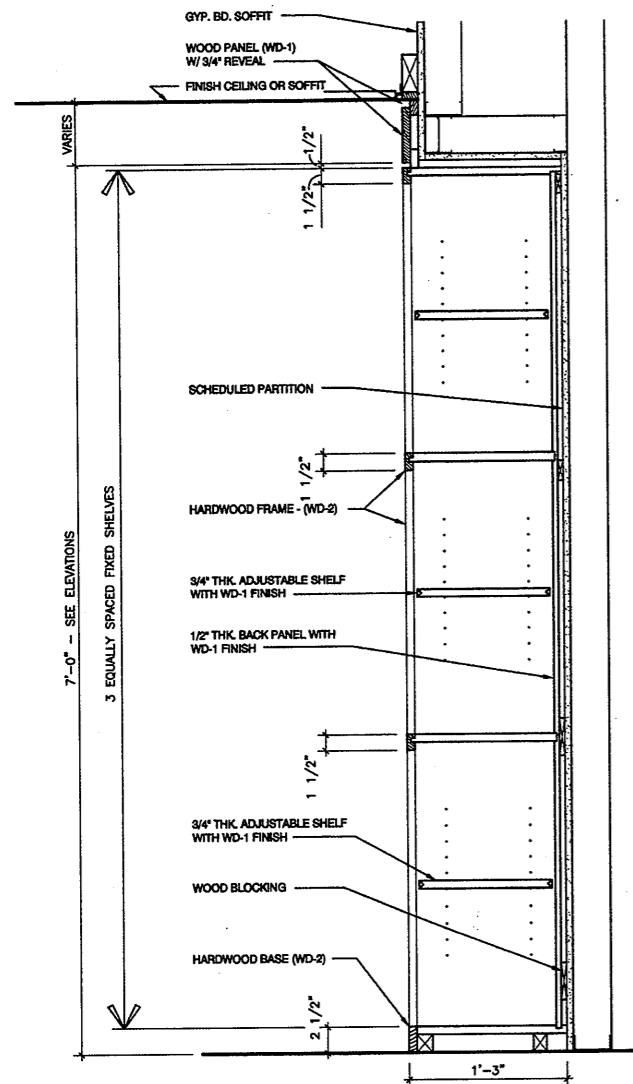 GYP. BD. SOFFIT
WOOD PANEL (WD-1)
W/ 3/4" REVEAL
FINISH CEILING OR SOFFIT
VARIES
1/2"
1 1/2"
SCHEDULED PARTITION
1 1/2"
HARDWOOD FRAME - (WD-2)
7'-0" - SEE ELEVATIONS
3 EQUALLY SPACED FIXED SHELVES
3/4" THK. ADJUSTABLE SHELF
WITH WD-1 FINISH
1/2" THK. BACK PANEL WITH
WD-1 FINISH
1 1/2"
3/4" THK. ADJUSTABLE SHELF
WITH WD-1 FINISH
WOOD BLOCKING
HARDWOOD BASE (WD-2)
2 1/2"
1'-3"